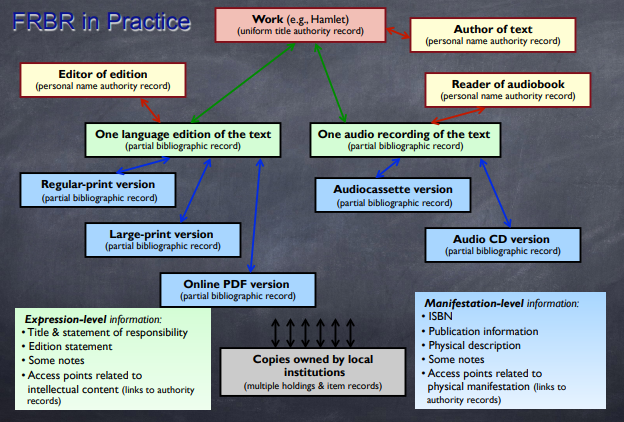 FRBR in Practice
Work (e.g., Hamlet)
(uniform title authority record)
Author of text
(personal name authority record)
Editor of edition
(personal name authority record)
Reader of audiobook
(personal name authority record)
One language edition of the text
(partial bibliographic record)
One audio recording of the text
(partial bibliographic record)
Regular-print version
(partial bibliographic record)
Audiocassette version
(partial bibliographic record)
Large-print version
(partial bibliographic record)
Audio CD version
(partial bibliographic record)
Online PDF version
(partial bibliographic record)
Expression-level information:
• Title & statement of responsibility
• Edition statement
• Some notes
• Access points related to
intellectual content (links to authority
records)
Copies owned by local
institutions
(multiple holdings & item records)
Manifestation-level information:
• ISBN
• Publication information
• Physical description
• Some notes
• Access points related to
physical manifestation (links to
authority records)